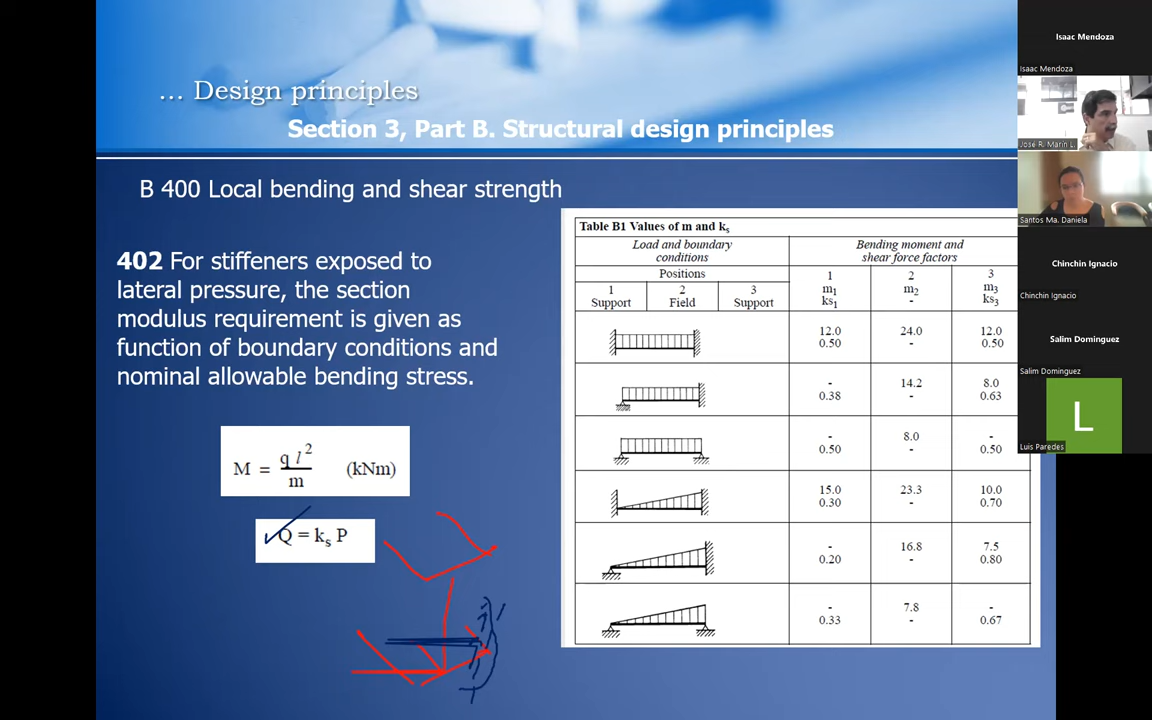 ... Design principles
Section 3, Part B. Structural design principles
B 400 Local bending and shear strength
402 For stiffeners exposed to
lateral pressure, the section
modulus requirement is given as
function of boundary conditions and
nominal allowable bending stress.
M = q l² / m (kNm)
Q = ks P
Table B1 Values of m and ks
Load and boundary
conditions
Bending moment and
shear force factors
Positions
1
Support
2
Field
3
Support
1
m1
ks1
2
m2
-
3
m3
ks3
12.0 24.0 12.0
0.50 - 0.50
- 14.2 8.0
0.38 - 0.63
- 8.0 -
0.50 - 0.50
15.0 23.3 10.0
0.30 - 0.70
- 16.8 7.5
0.20 - 0.80
- 7.8 -
0.33 - 0.67
Isaac Mendoza
Isaac Mendoza
José R. Marín L.
Santos Ma. Daniela
Chinchin Ignacio
Chinchin Ignacio
Salim Dominguez
Salim Dominguez
L
Luis Paredes